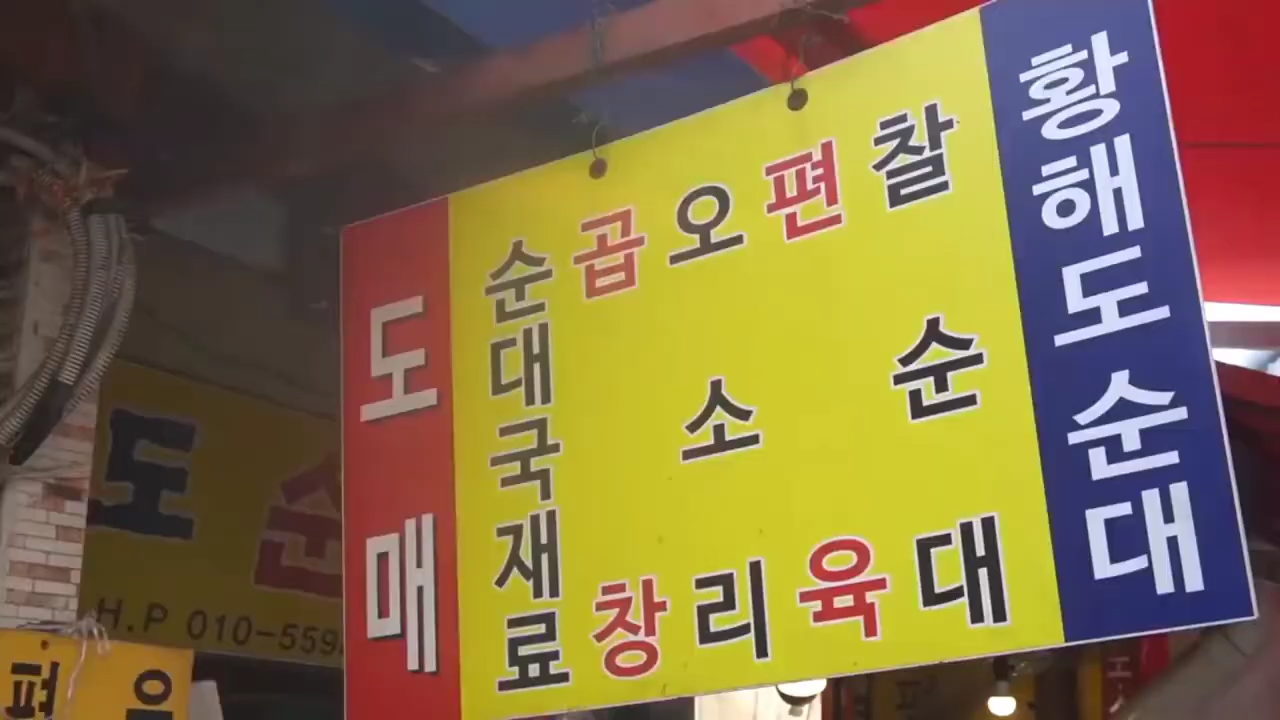 황해도순대
찰순대
편육
오소리
곱창
순대국재료
도매
도 순
H.P 010-559
편